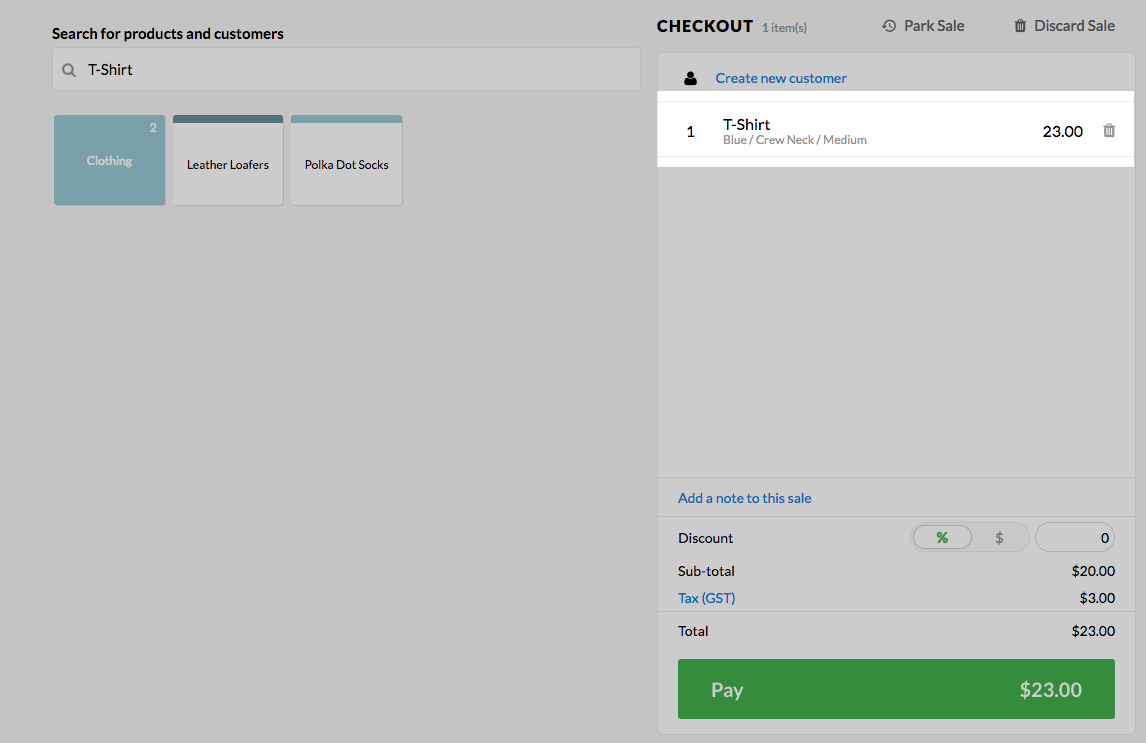 Search for products and customers
T-Shirt
2
Clothing
Leather Loafers
Polka Dot Socks
CHECKOUT 1 item(s) Park Sale Discard Sale
Create new customer
1 T-Shirt 23.00
Blue / Crew Neck / Medium
Add a note to this sale
Discount % $ 0
Sub-total $20.00
Tax (GST) $3.00
Total $23.00
Pay $23.00